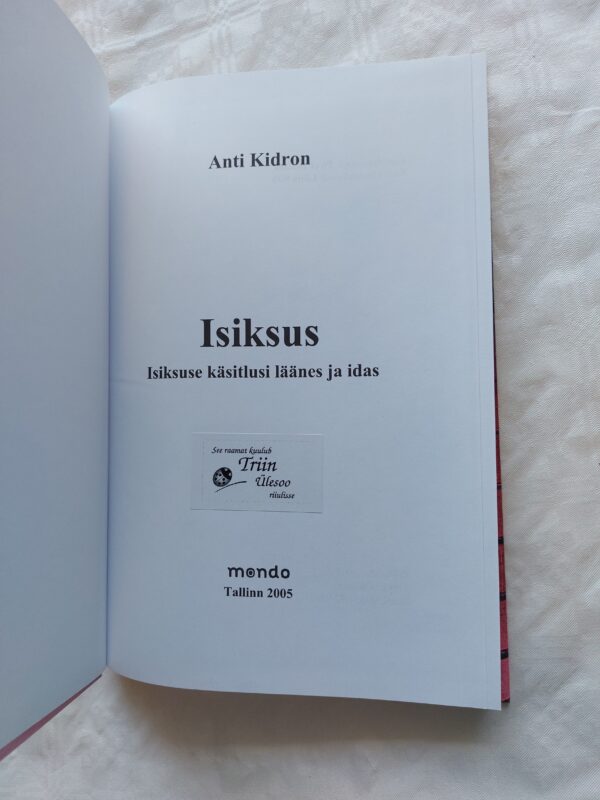 Anti Kidron
Isiksus
Isiksuse käsitlusi läänes ja idas
See raamat kuulub
Triin
Ülesoo
riiulisse
mondo
Tallinn 2005